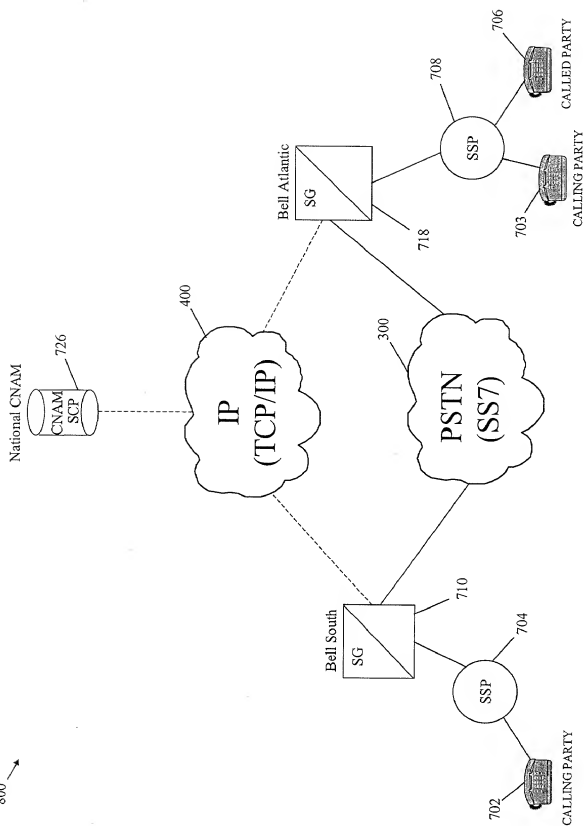 800
National CNAM
CNAM
SCP
726
400
IP
(TCP/IP)
Bell South
SG
710
Bell Atlantic
SG
718
300
PSTN
(SS7)
SSP
704
702
CALLING PARTY
SSP
708
703
CALLING PARTY
706
CALLED PARTY